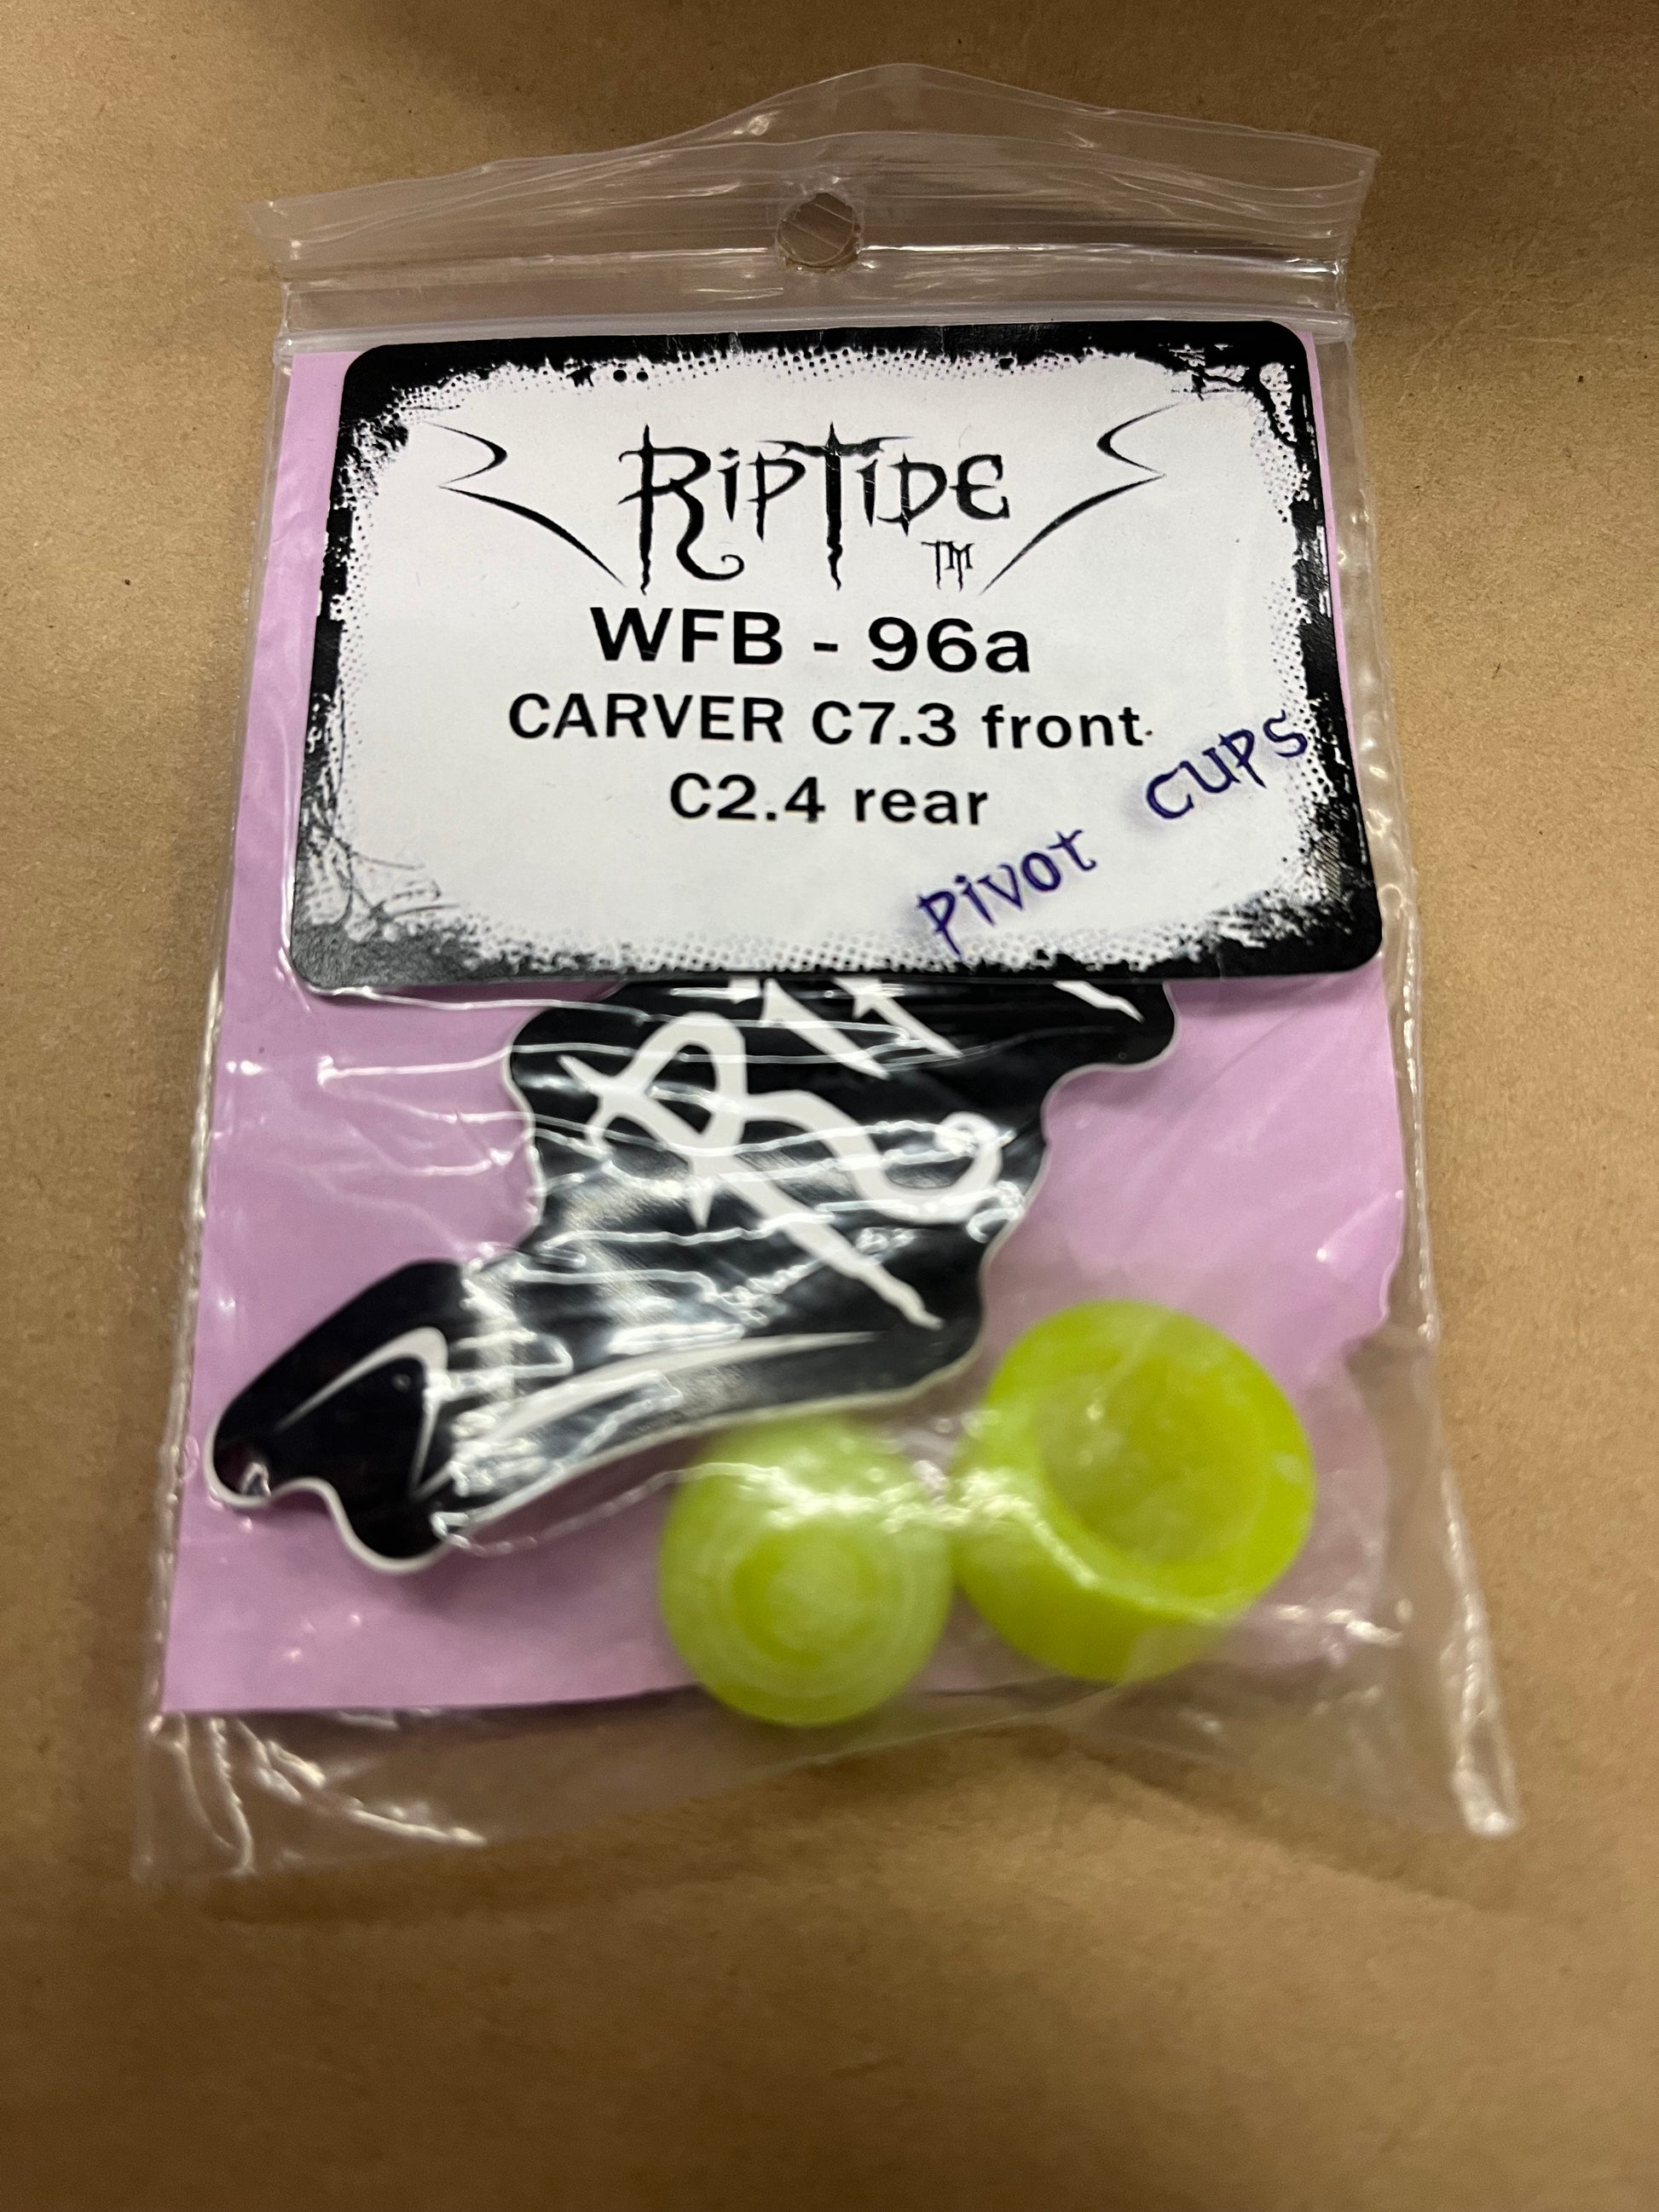 RipTide
TM
WFB - 96a
CARVER C7.3 front
C2.4 rear
Pivot CUPS